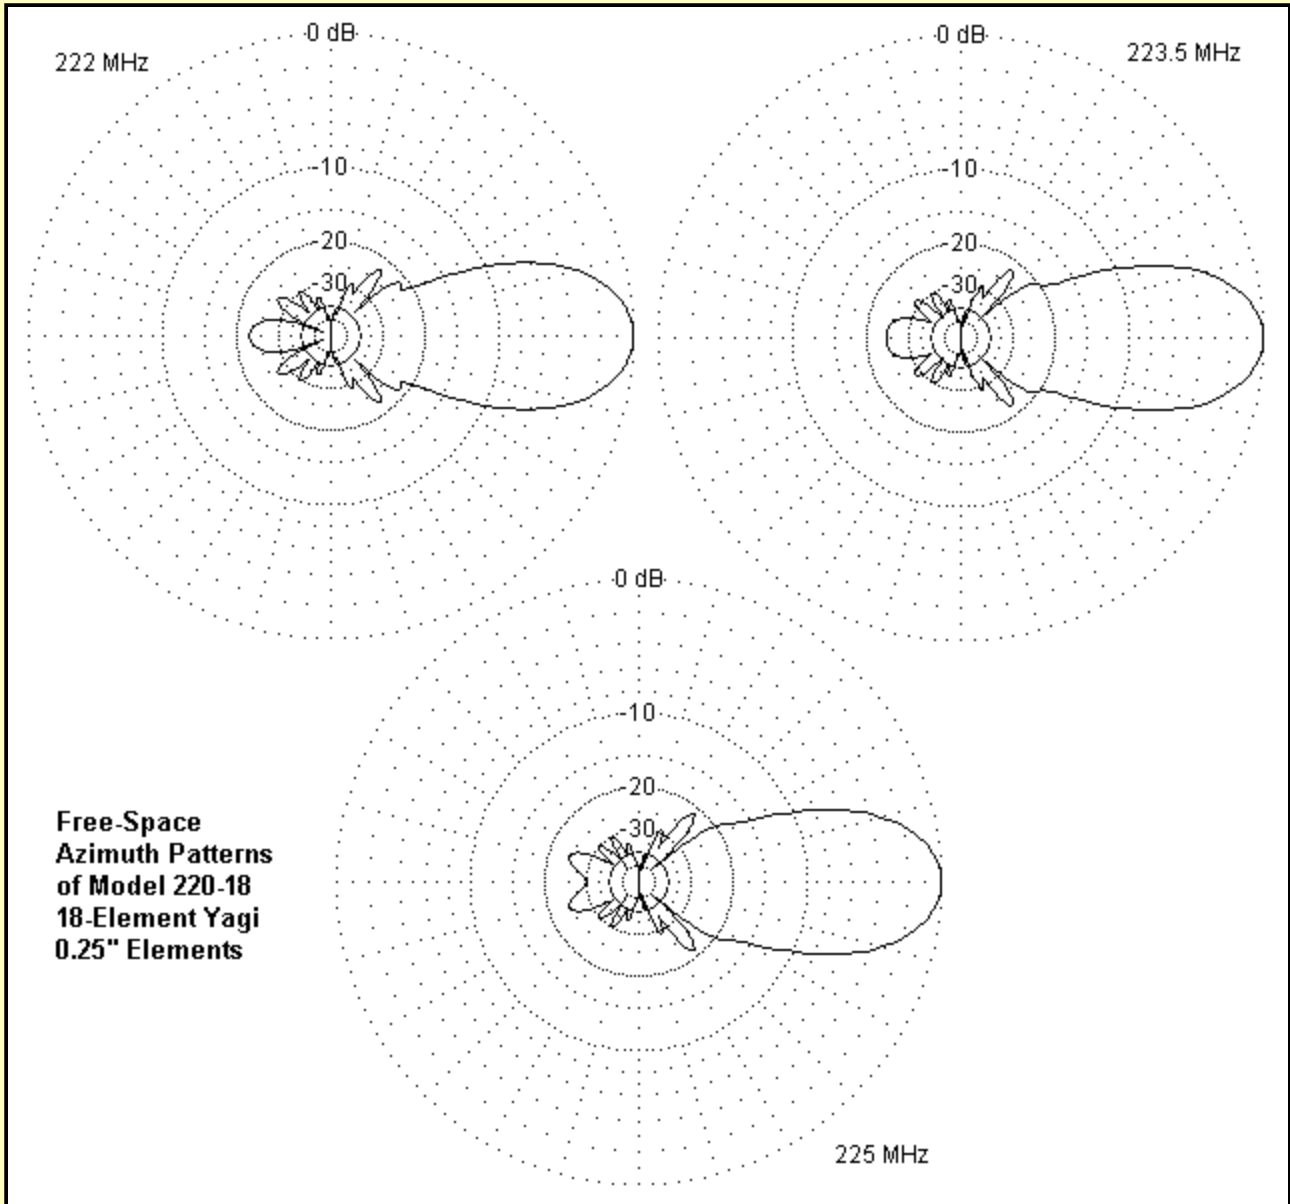 0 dB
222 MHz
-10
-20
-30
0 dB
223.5 MHz
-10
-20
-30
0 dB
-10
-20
-30
Free-Space
Azimuth Patterns
of Model 220-18
18-Element Yagi
0.25" Elements
225 MHz